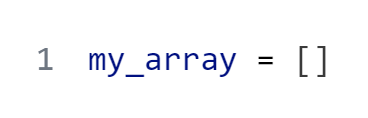 1 my_array = []